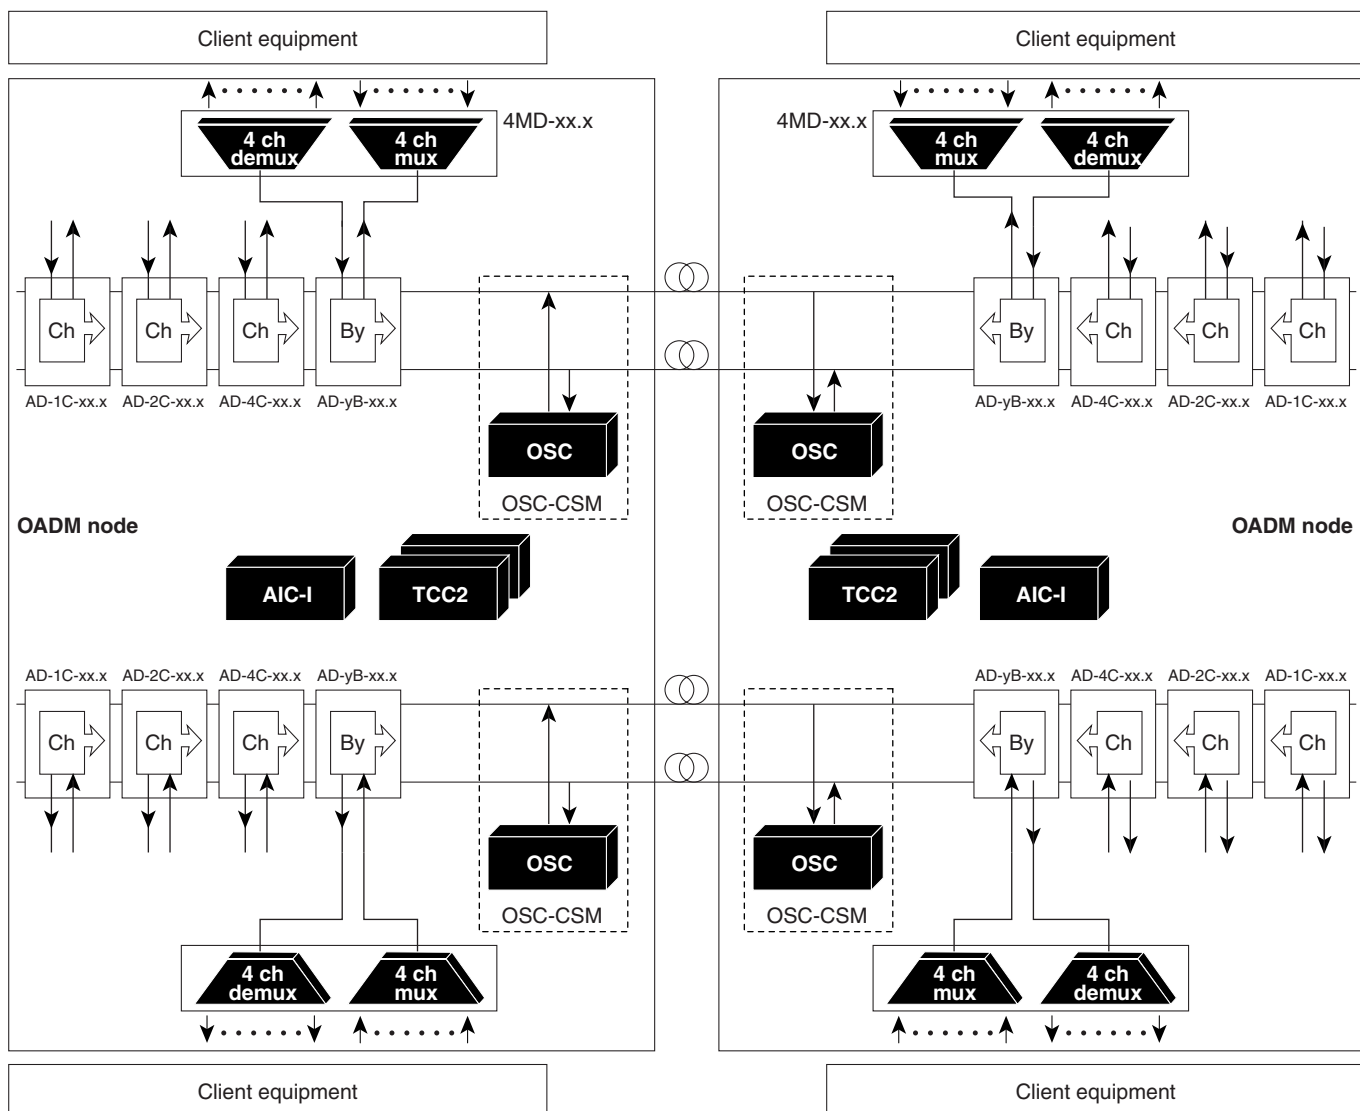 Client equipment
Client equipment
4 ch
demux
4 ch
mux
4MD-xx.x
4MD-xx.x
4 ch
mux
4 ch
demux
Ch
Ch
Ch
By
By
Ch
Ch
Ch
AD-1C-xx.x
AD-2C-xx.x
AD-4C-xx.x
AD-yB-xx.x
AD-yB-xx.x
AD-4C-xx.x
AD-2C-xx.x
AD-1C-xx.x
OSC
OSC
OSC-CSM
OSC-CSM
OADM node
OADM node
AIC-I
TCC2
TCC2
AIC-I
AD-1C-xx.x
AD-2C-xx.x
AD-4C-xx.x
AD-yB-xx.x
AD-yB-xx.x
AD-4C-xx.x
AD-2C-xx.x
AD-1C-xx.x
Ch
Ch
Ch
By
By
Ch
Ch
Ch
OSC
OSC
OSC-CSM
OSC-CSM
4 ch
demux
4 ch
mux
4 ch
mux
4 ch
demux
Client equipment
Client equipment